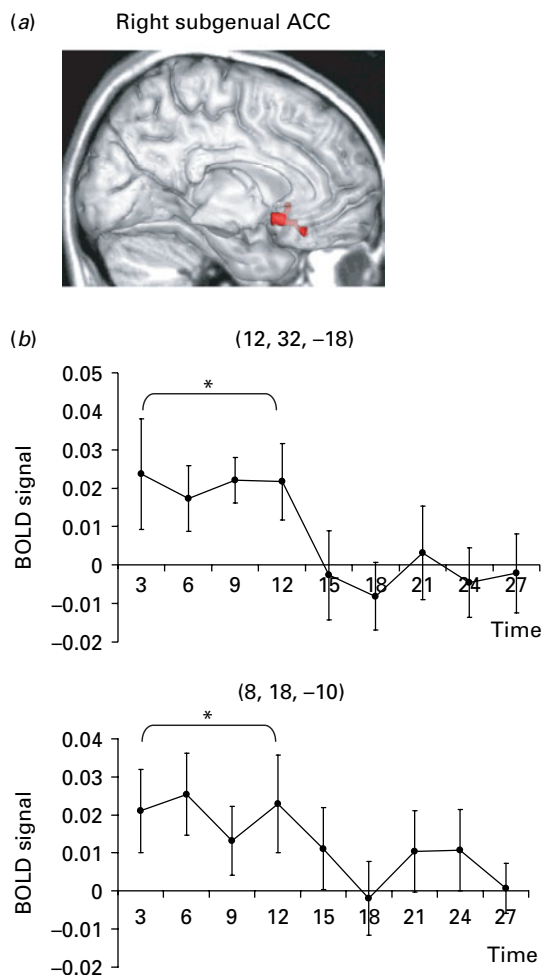 (a) Right subgenual ACC
(b) (12, 32, –18)
0.05
0.04
0.03
0.02
0.01
0
–0.01
–0.02
BOLD signal
*
3 6 9 12 15 18 21 24 27
Time
(8, 18, –10)
0.04
0.03
0.02
0.01
0
–0.01
–0.02
BOLD signal
*
3 6 9 12 15 18 21 24 27
Time